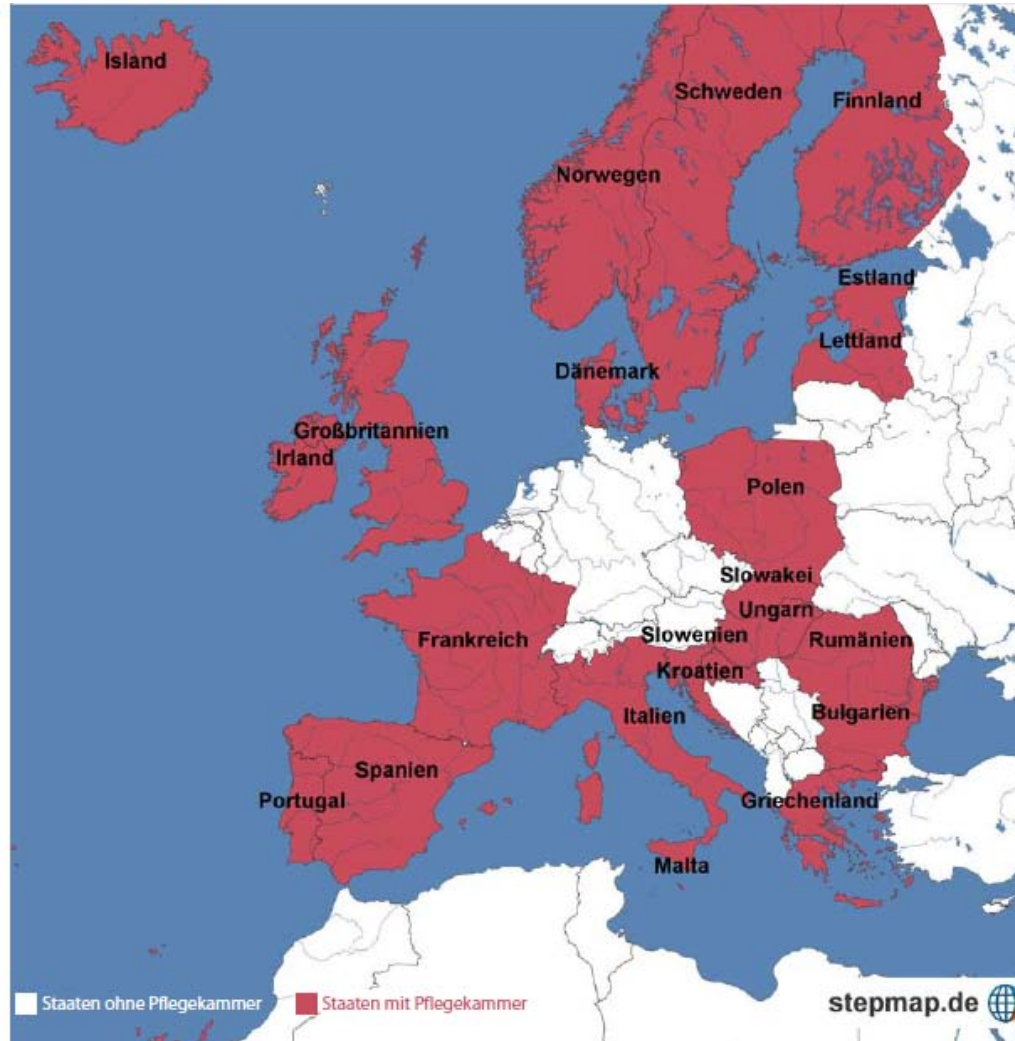 Island
Schweden
Finnland
Norwegen
Estland
Lettland
Dänemark
Großbritannien
Irland
Polen
Slowakei
Ungarn
Slowenien
Rumänien
Frankreich
Kroatien
Italien
Bulgarien
Spanien
Portugal
Griechenland
Malta
Staaten ohne Pflegekammer
Staaten mit Pflegekammer
stepmap.de